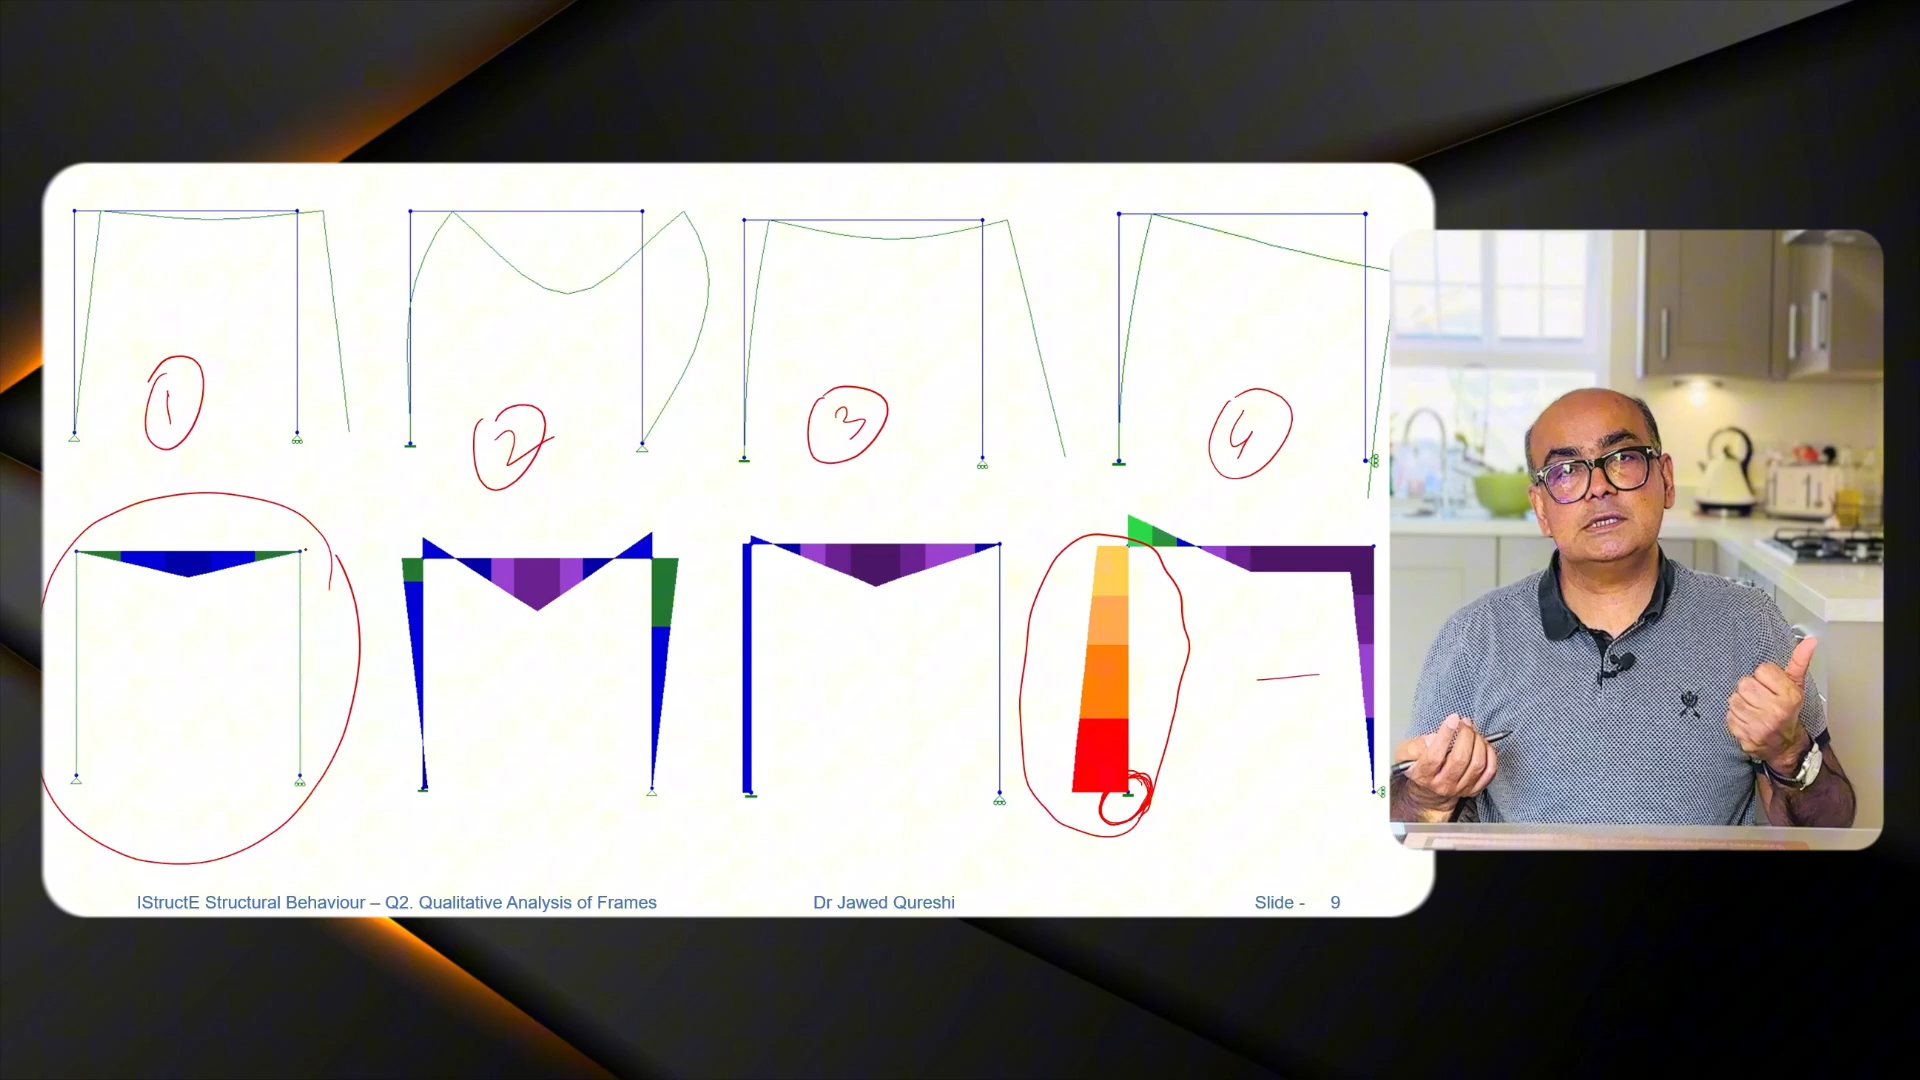 1
2
3
4
IStructE Structural Behaviour – Q2. Qualitative Analysis of Frames
Dr Jawed Qureshi
Slide - 9